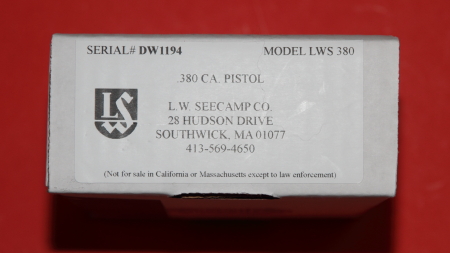 SERIAL# DW1194 MODEL LWS 380
.380 CA. PISTOL
LSW
L.W. SEECAMP CO.
28 HUDSON DRIVE
SOUTHWICK, MA 01077
413-569-4650
(Not for sale in California or Massachusetts except to law enforcement)